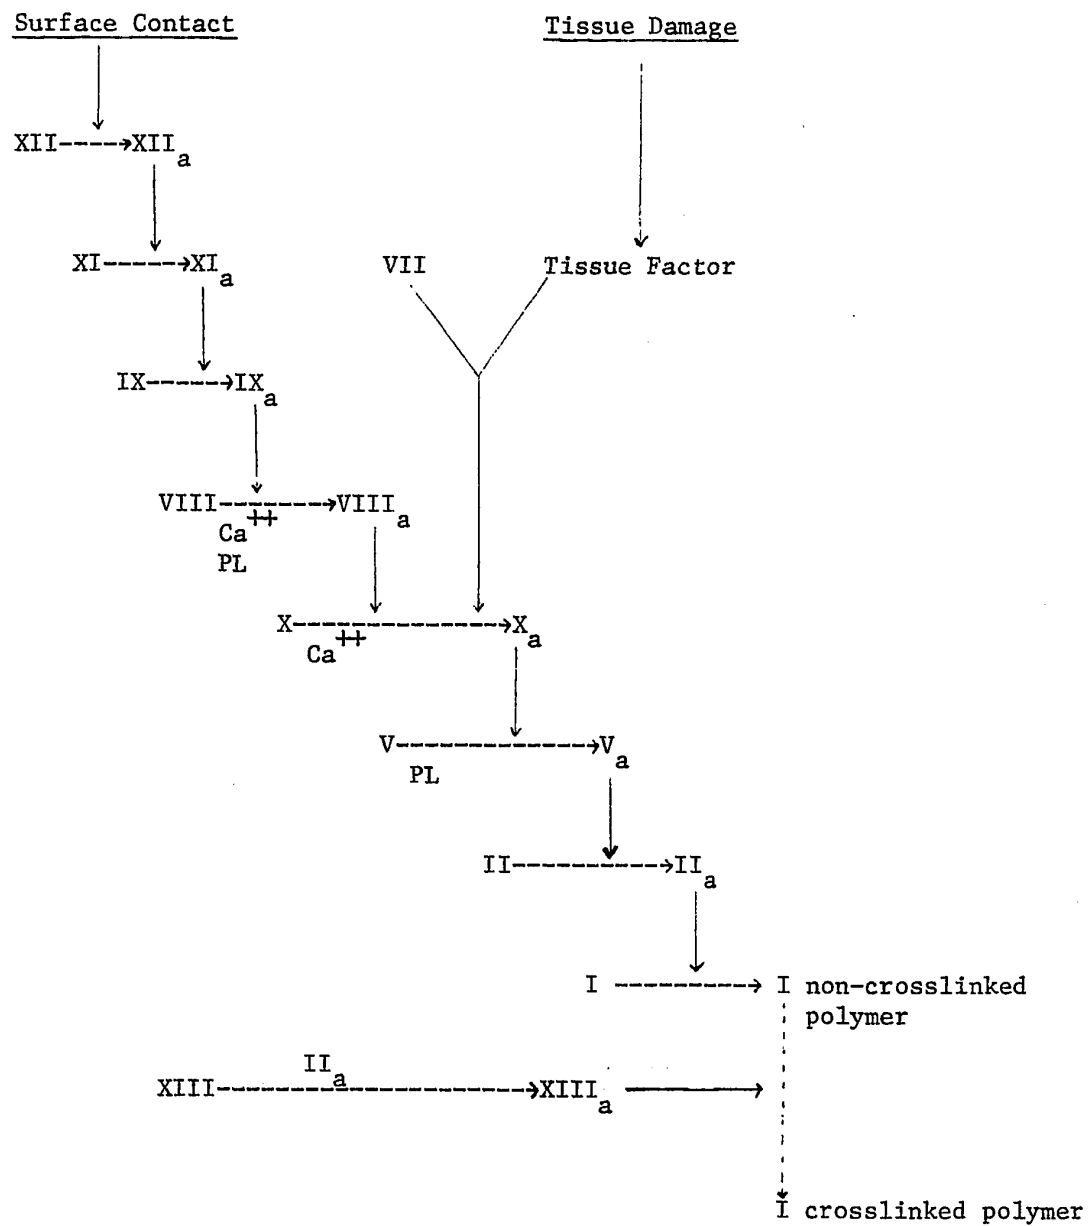 Surface Contact Tissue Damage
XII XIIa
XI XIa VII Tissue Factor
IX IXa
VIII VIIIa
Ca++
PL
X Xa
Ca++
V Va
PL
II IIa
I I non-crosslinked
polymer
IIa
XIII XIIIa
I crosslinked polymer